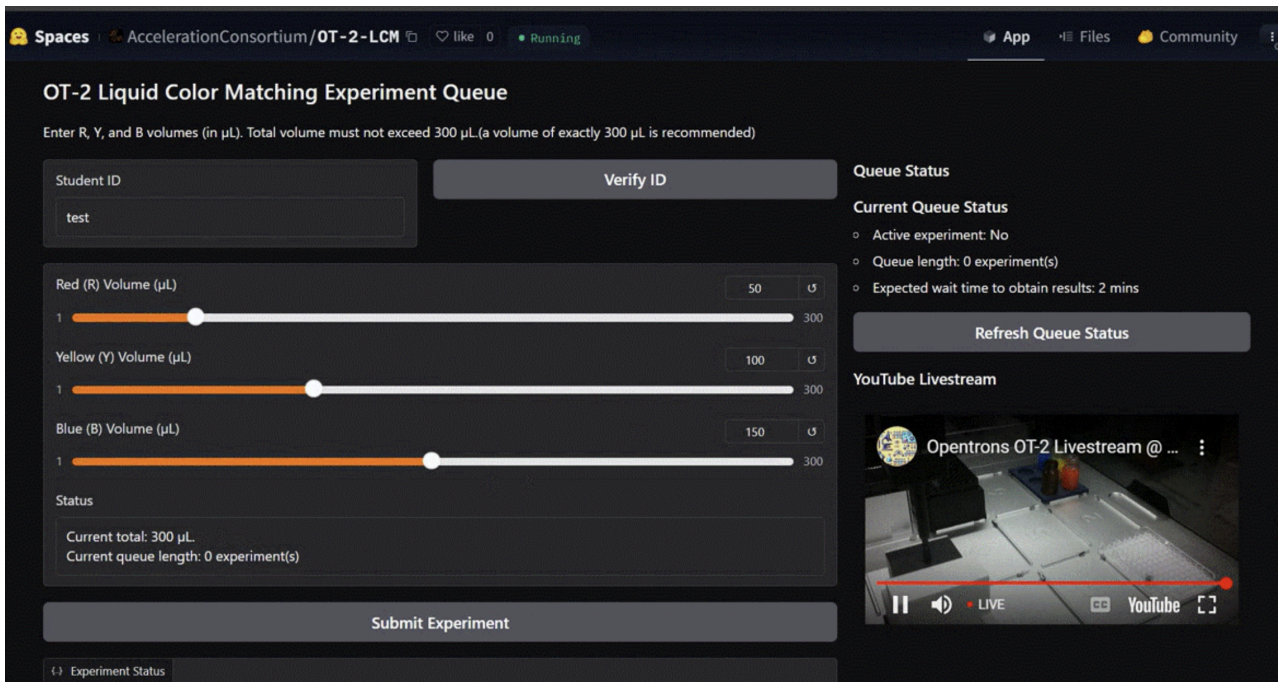 Spaces AccelerationConsortium/OT-2-LCM like 0 Running App Files Community
OT-2 Liquid Color Matching Experiment Queue
Enter R, Y, and B volumes (in µL). Total volume must not exceed 300 µL.(a volume of exactly 300 µL is recommended)
Student ID
test
Verify ID
Red (R) Volume (µL)
50
1 300
Yellow (Y) Volume (µL)
100
1 300
Blue (B) Volume (µL)
150
1 300
Status
Current total: 300 µL.
Current queue length: 0 experiment(s)
Submit Experiment
Experiment Status
Queue Status
Current Queue Status
Active experiment: No
Queue length: 0 experiment(s)
Expected wait time to obtain results: 2 mins
Refresh Queue Status
YouTube Livestream
Opentrons OT-2 Livestream @ ...
LIVE CC YouTube